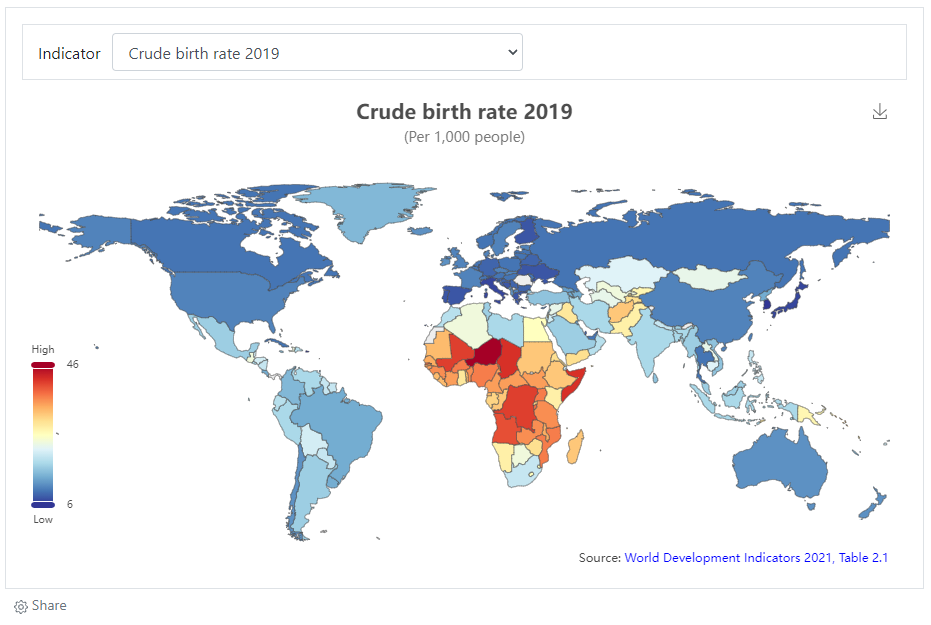 Indicator
Crude birth rate 2019
Crude birth rate 2019
(Per 1,000 people)
High
46
6
Low
Source: World Development Indicators 2021, Table 2.1
Share